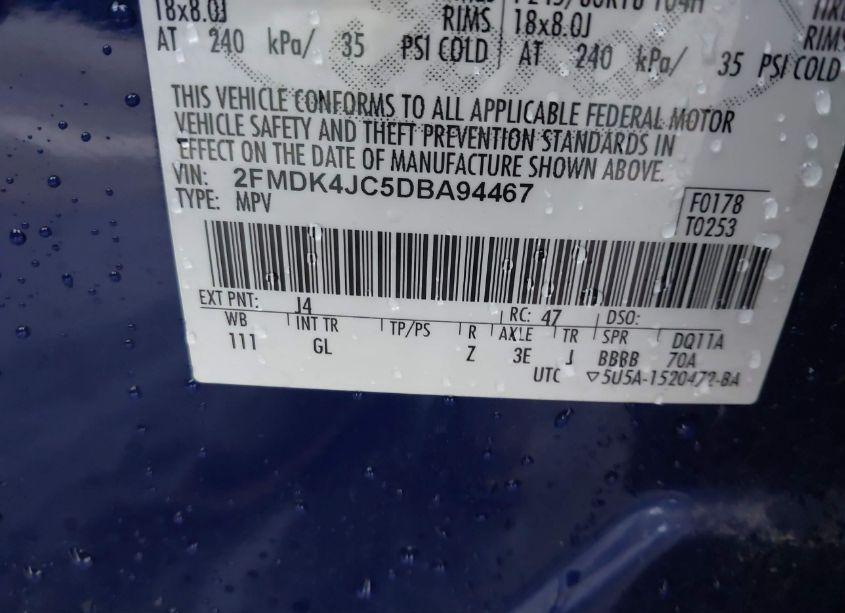 18x8.0J RIMS 18x8.0J RIMS
AT 240 kPa/ 35 PSI COLD AT 240 kPa/ 35 PSI COLD
THIS VEHICLE CONFORMS TO ALL APPLICABLE FEDERAL MOTOR
VEHICLE SAFETY AND THEFT PREVENTION STANDARDS IN
EFFECT ON THE DATE OF MANUFACTURE SHOWN ABOVE.
VIN: 2FMDK4JC5DBA94467
TYPE: MPV
F0178
T0253
EXT PNT: J4 RC: 47 DSO:
WB INT TR TP/PS R AXLE TR SPR DQ11A
111 GL Z 3E J BBBB 70A
UTC ▽5U5A-1520472-BA